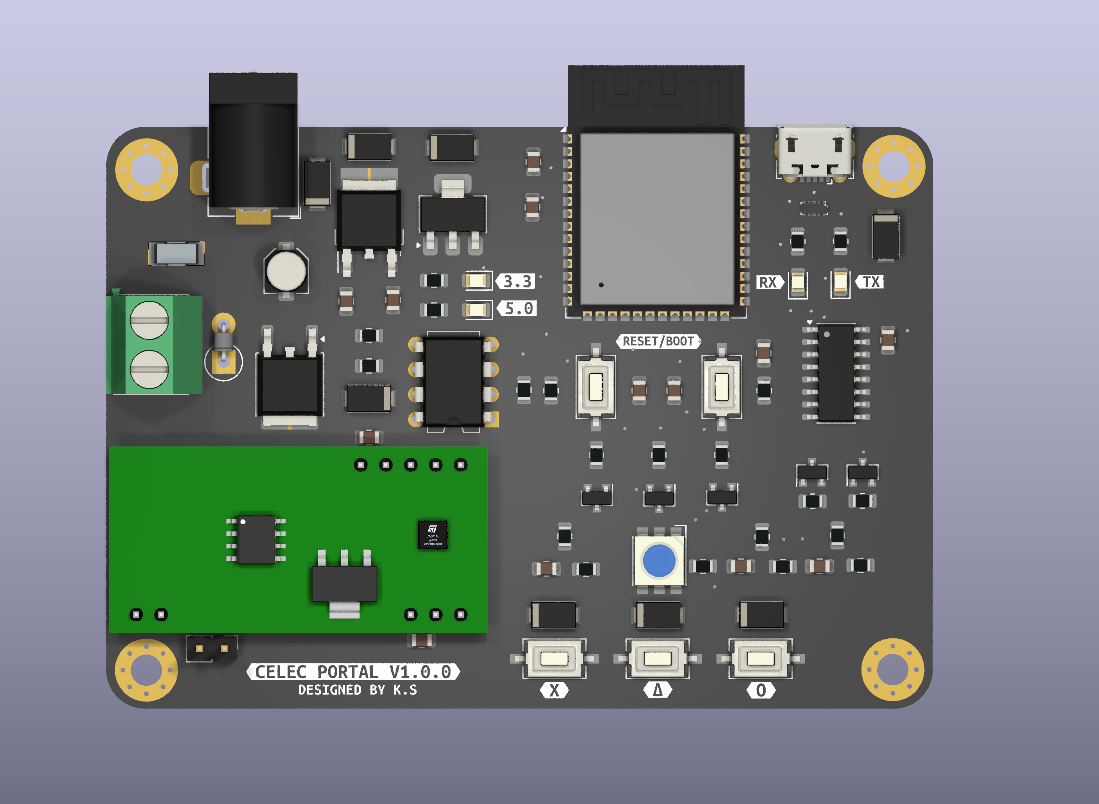 3.3
5.0
RX
TX
RESET/BOOT
CELEC PORTAL V1.0.0
DESIGNED BY K.S
X
Δ
O